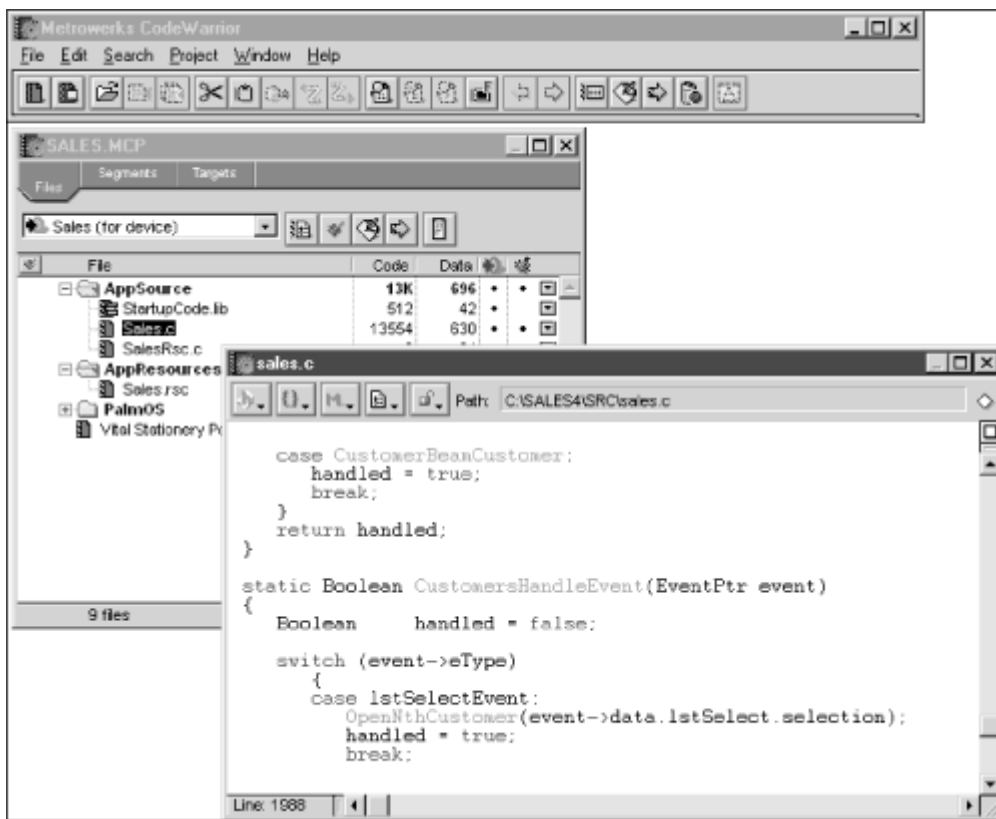 Metrowerks CodeWarrior
File Edit Search Project Window Help
SALES.MCP
Files Segments Targets
Sales (for device)
File Code Data
AppSource 13K 696
StartupCode.lib 512 42
Sales.c 13554 630
SalesRsc.c
AppResources
Sales.rsc
PalmOS
Vital Stationery
9 files
sales.c
Path: C:\SALES4\SRC\sales.c
case CustomerBeamCustomer:
handled = true;
break;
}
return handled;
}
static Boolean CustomersHandleEvent(EventPtr event)
{
Boolean handled = false;
switch (event->eType)
{
case lstSelectEvent:
OpenNthCustomer(event->data.lstSelect.selection);
handled = true;
break;
Line: 1988